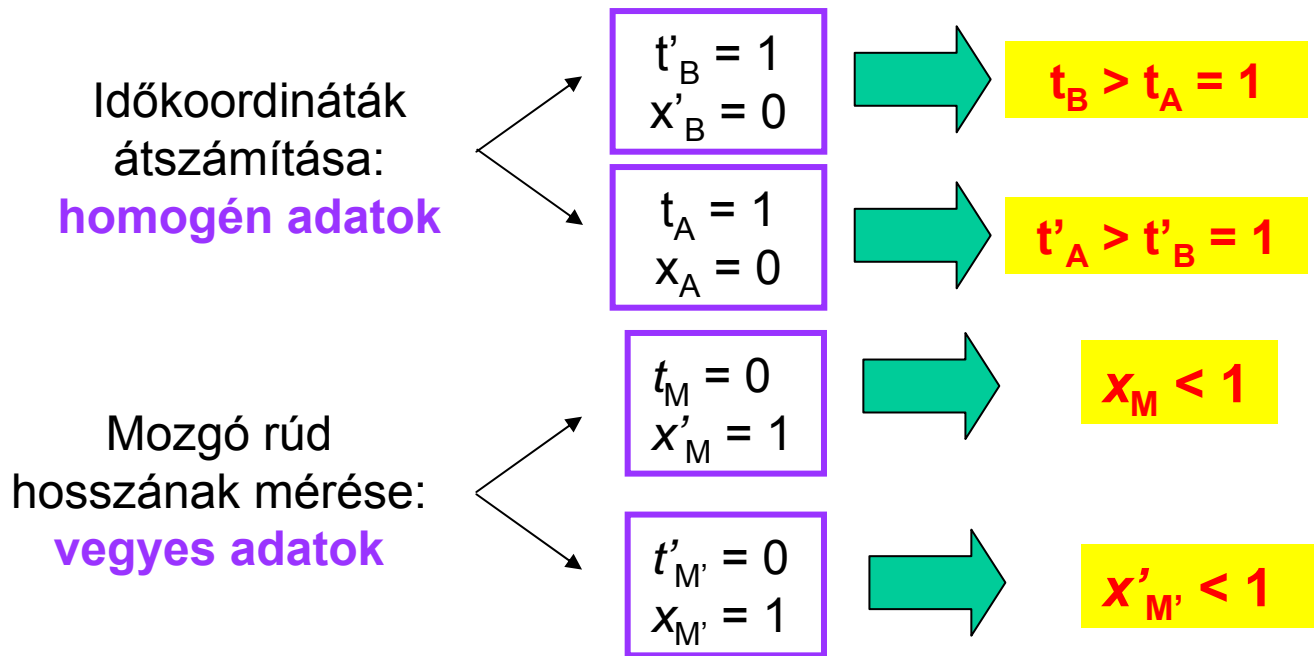 Időkoordináták
átszámítása:
homogén adatok
t’B = 1
x’B = 0
tB > tA = 1
tA = 1
xA = 0
t’A > t’B = 1
Mozgó rúd
hosszának mérése:
vegyes adatok
tM = 0
x’M = 1
xM < 1
t’M’ = 0
xM’ = 1
x’M’ < 1